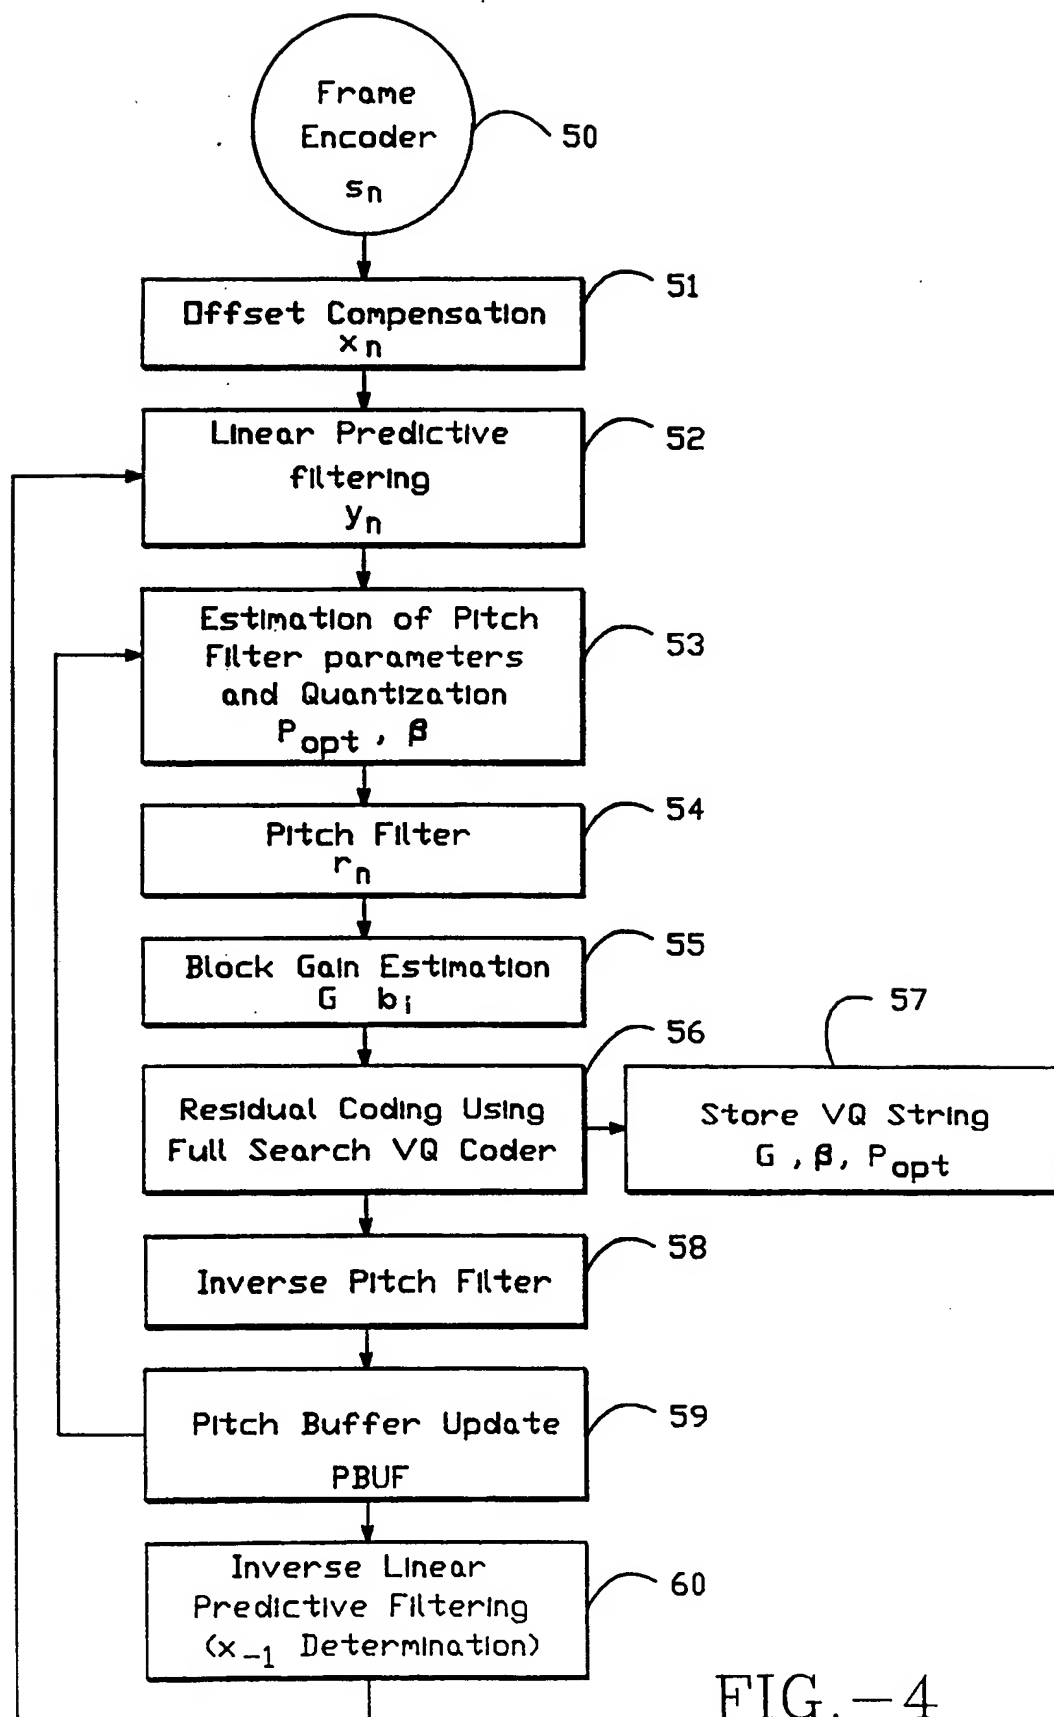 Frame
Encoder
sn
50
51
Offset Compensation
xn
Linear Predictive
filtering
yn
52
Estimation of Pitch
Filter parameters
and Quantization
Popt , β
53
54
Pitch Filter
rn
55
Block Gain Estimation
G bi
56
57
Residual Coding Using
Full Search VQ Coder
Store VQ String
G , β, Popt
58
Inverse Pitch Filter
59
Pitch Buffer Update
PBUF
Inverse Linear
Predictive Filtering
(x-1 Determination)
60
FIG.-4